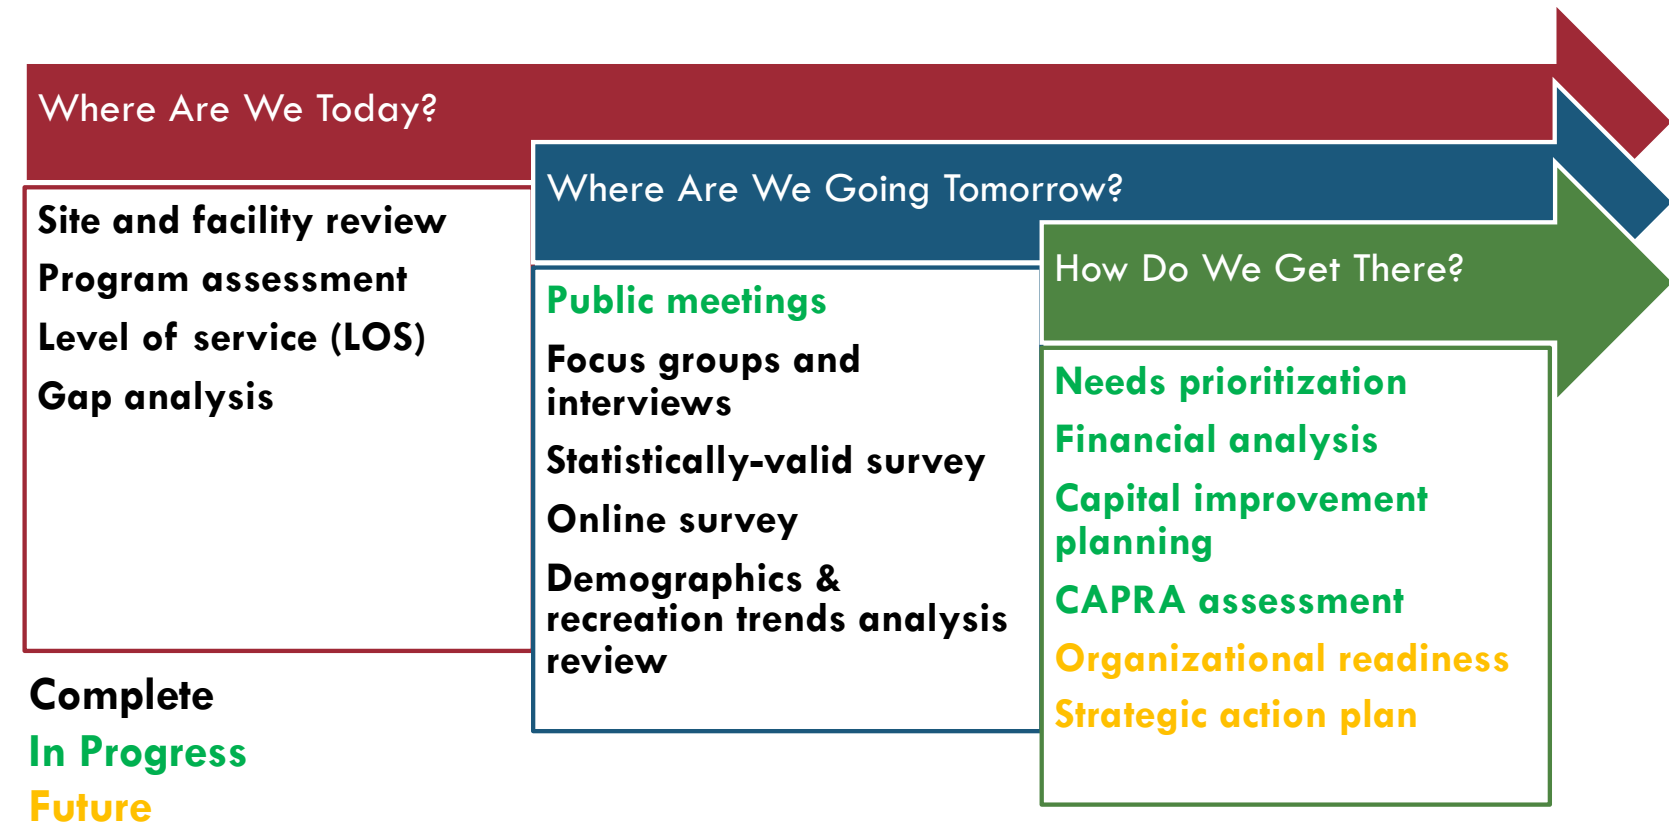 Where Are We Today?
Site and facility review
Program assessment
Level of service (LOS)
Gap analysis
Where Are We Going Tomorrow?
Public meetings
Focus groups and
interviews
Statistically-valid survey
Online survey
Demographics &
recreation trends analysis
review
How Do We Get There?
Needs prioritization
Financial analysis
Capital improvement
planning
CAPRA assessment
Organizational readiness
Strategic action plan
Complete
In Progress
Future